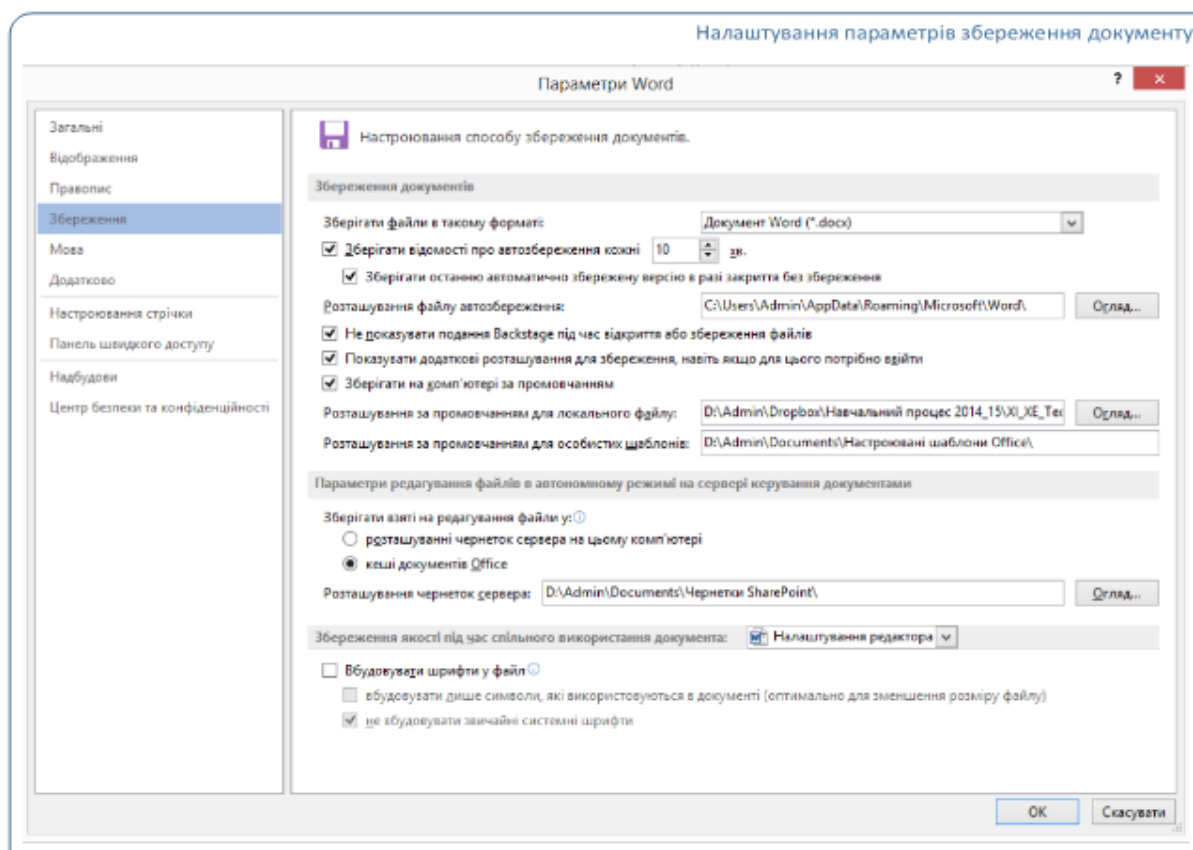 Налаштування параметрів збереження документу
Параметри Word
?
Загальні
Відображення
Правопис
Збереження
Мова
Додатково
Настроювання стрічки
Панель швидкого доступу
Надбудови
Центр безпеки та конфіденційності
Настроювання способу збереження документів.
Збереження документів
Зберігати файли в такому форматі: Документ Word (*.docx)
Зберігати відомості про автозбереження кожні 10 хв.
Зберігати останню автоматично збережену версію в разі закриття без збереження
Розташування файлу автозбереження: C:\Users\Admin\AppData\Roaming\Microsoft\Word\ Огляд...
Не показувати подання Backstage під час відкриття або збереження файлів
Показувати додаткові розташування для збереження, навіть якщо для цього потрібно ввійти
Зберігати на комп'ютері за промовчанням
Розташування за промовчанням для локального файлу: D:\Admin\Dropbox\Навчальний процес 2014_15\XI_XE_Tec Огляд...
Розташування за промовчанням для особистих шаблонів: D:\Admin\Documents\Настроювані шаблони Office\
Параметри редагування файлів в автономному режимі на сервері керування документами
Зберігати взяті на редагування файли у:
розташуванні чернеток сервера на цьому комп'ютері
кеші документів Office
Розташування чернеток сервера: D:\Admin\Documents\Чернетки SharePoint\ Огляд...
Збереження якості під час спільного використання документа: Налаштування редактора
Вбудовувати шрифти у файл
вбудовувати лише символи, які використовуються в документі (оптимально для зменшення розміру файлу)
не вбудовувати звичайні системні шрифти
ОК Скасувати